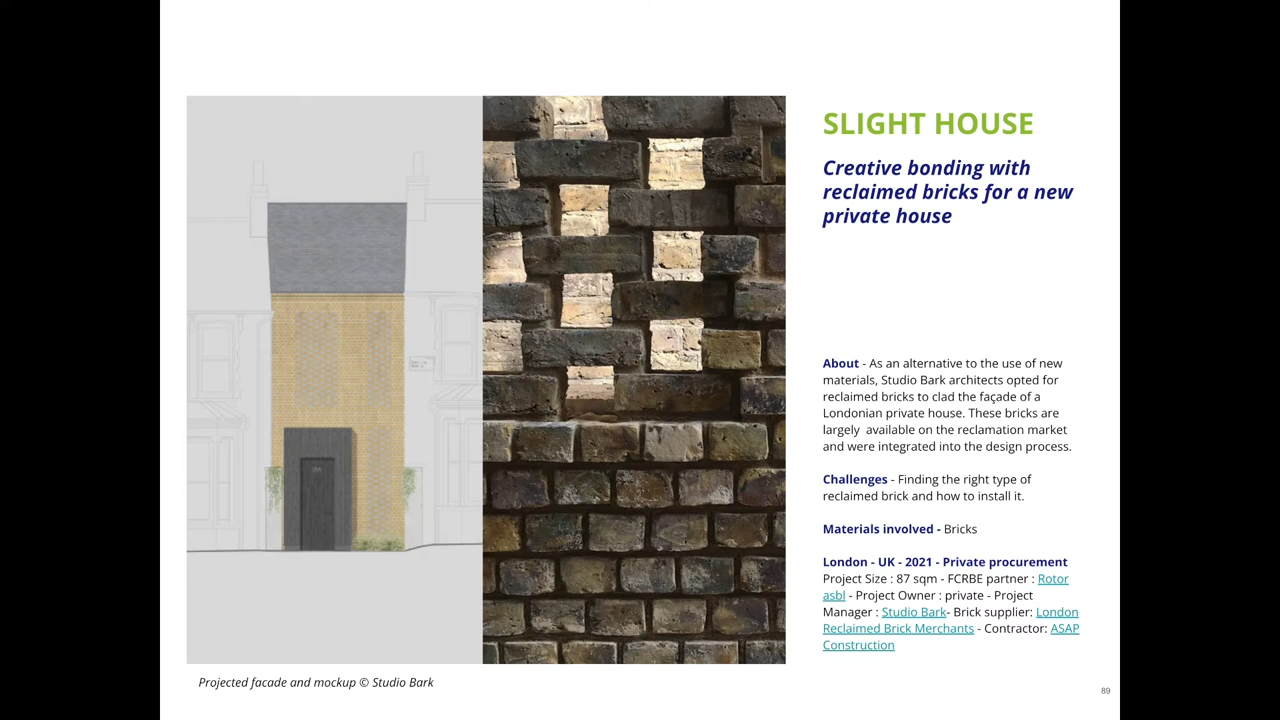 SLIGHT HOUSE
Creative bonding with
reclaimed bricks for a new
private house
About - As an alternative to the use of new
materials, Studio Bark architects opted for
reclaimed bricks to clad the façade of a
Londonian private house. These bricks are
largely  available on the reclamation market
and were integrated into the design process.
Challenges - Finding the right type of
reclaimed brick and how to install it.
Materials involved - Bricks
London - UK - 2021 - Private procurement
Project Size : 87 sqm - FCRBE partner : Rotor
asbl - Project Owner : private - Project
Manager : Studio Bark- Brick supplier: London
Reclaimed Brick Merchants - Contractor: ASAP
Construction
Projected facade and mockup © Studio Bark
89